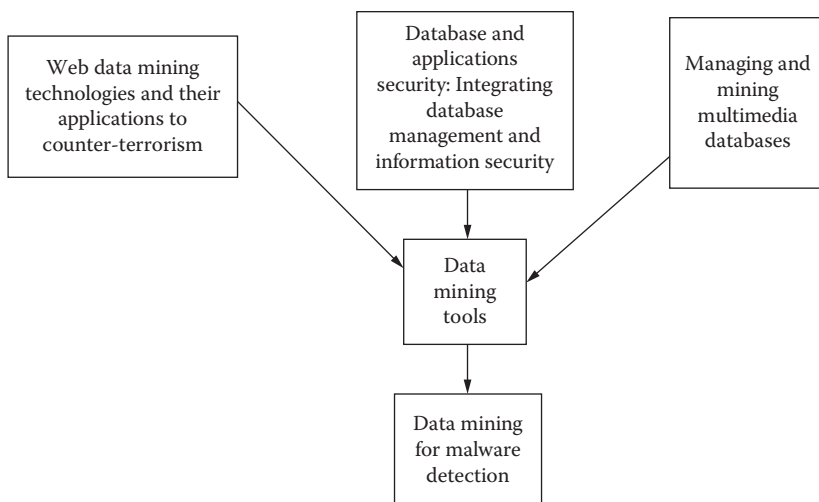 Web data mining
technologies and their
applications to
counter-terrorism
Database and
applications
security: Integrating
database
management and
information security
Managing and
mining
multimedia
databases
Data
mining
tools
Data mining
for malware
detection